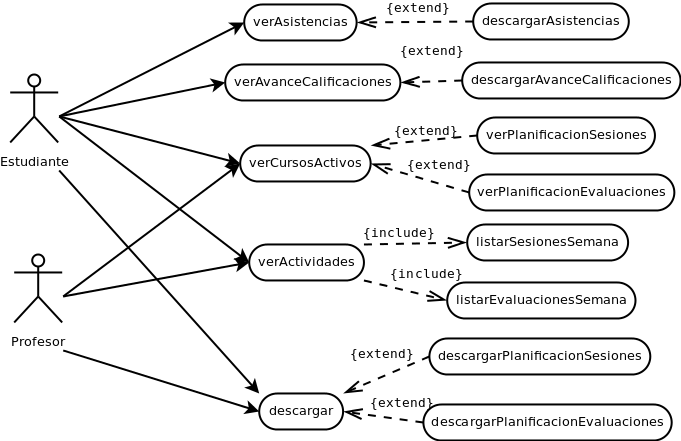 {extend}
verAsistencias
descargarAsistencias
{extend}
verAvanceCalificaciones
descargarAvanceCalificaciones
{extend}
verPlanificacionSesiones
Estudiante
verCursosActivos
{extend}
verPlanificacionEvaluaciones
{include}
listarSesionesSemana
verActividades
{include}
listarEvaluacionesSemana
Profesor
{extend}
descargarPlanificacionSesiones
{extend}
descargar
descargarPlanificacionEvaluaciones